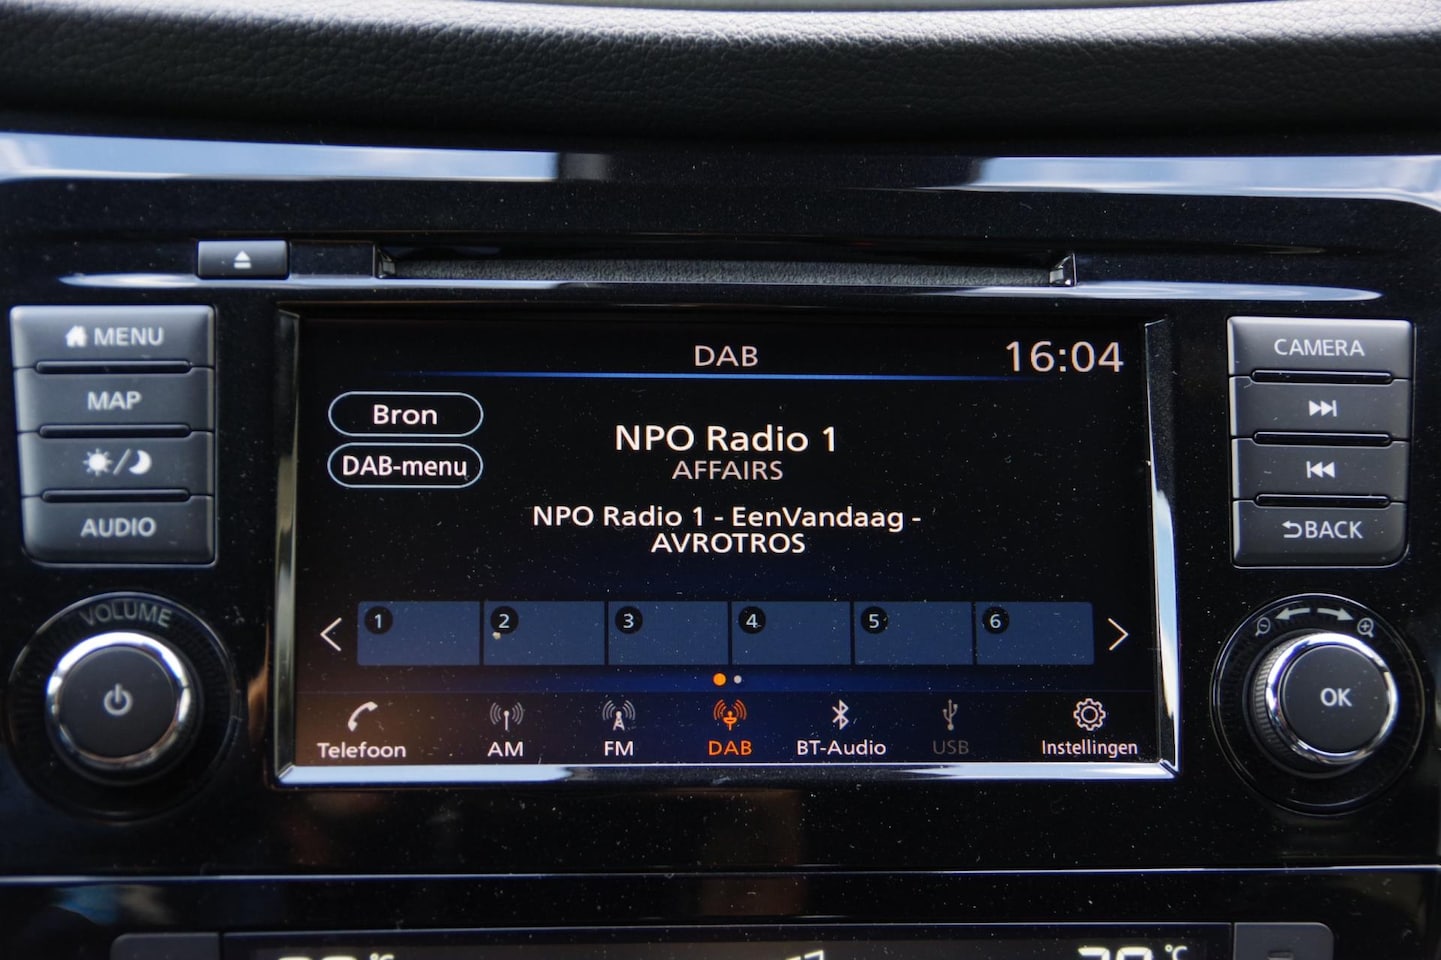 MENU
MAP
AUDIO
VOLUME
DAB
16:04
Bron
DAB-menu
NPO Radio 1
AFFAIRS
NPO Radio 1 - EenVandaag -
AVROTROS
1
2
3
4
5
6
Telefoon
AM
FM
DAB
BT-Audio
USB
Instellingen
CAMERA
BACK
OK
°C